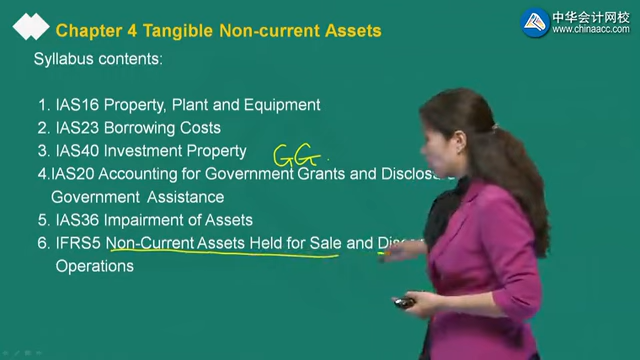 Chapter 4 Tangible Non-current Assets
中华会计网校
www.chinaacc.com
Syllabus contents:
1. IAS16 Property, Plant and Equipment
2. IAS23 Borrowing Costs
3. IAS40 Investment Property
GG
4.IAS20 Accounting for Government Grants and
Government Assistance
5. IAS36 Impairment of Assets
6. IFRS5 Non-Current Assets Held for Sale and
Operations